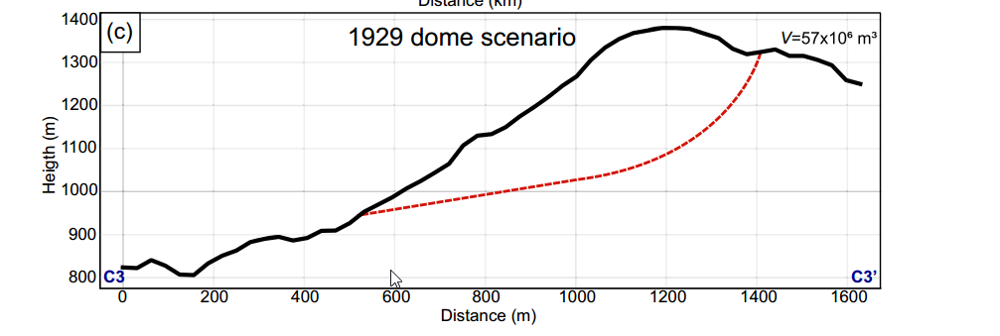 Distance (km)
(c)
1929 dome scenario
V=57x10⁶ m³
1400
1300
1200
1100
1000
900
800
Heigth (m)
C3
C3'
0 200 400 600 800 1000 1200 1400 1600
Distance (m)